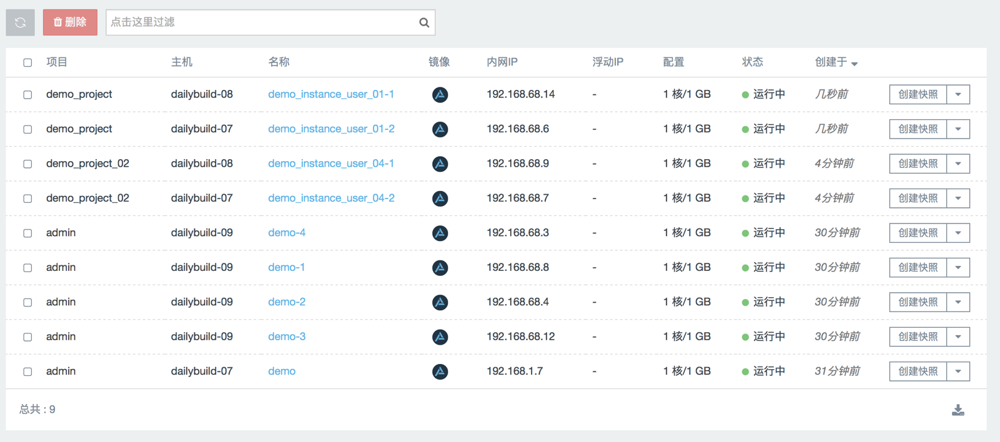 删除 点击这里过滤
项目 主机 名称 镜像 内网IP 浮动IP 配置 状态 创建于
demo_project dailybuild-08 demo_instance_user_01-1 192.168.68.14 - 1 核/1 GB 运行中 几秒前 创建快照
demo_project dailybuild-07 demo_instance_user_01-2 192.168.68.6 - 1 核/1 GB 运行中 几秒前 创建快照
demo_project_02 dailybuild-08 demo_instance_user_04-1 192.168.68.9 - 1 核/1 GB 运行中 4分钟前 创建快照
demo_project_02 dailybuild-07 demo_instance_user_04-2 192.168.68.7 - 1 核/1 GB 运行中 4分钟前 创建快照
admin dailybuild-09 demo-4 192.168.68.3 - 1 核/1 GB 运行中 30分钟前 创建快照
admin dailybuild-09 demo-1 192.168.68.8 - 1 核/1 GB 运行中 30分钟前 创建快照
admin dailybuild-09 demo-2 192.168.68.4 - 1 核/1 GB 运行中 30分钟前 创建快照
admin dailybuild-09 demo-3 192.168.68.12 - 1 核/1 GB 运行中 30分钟前 创建快照
admin dailybuild-07 demo 192.168.1.7 - 1 核/1 GB 运行中 31分钟前 创建快照
总共 : 9